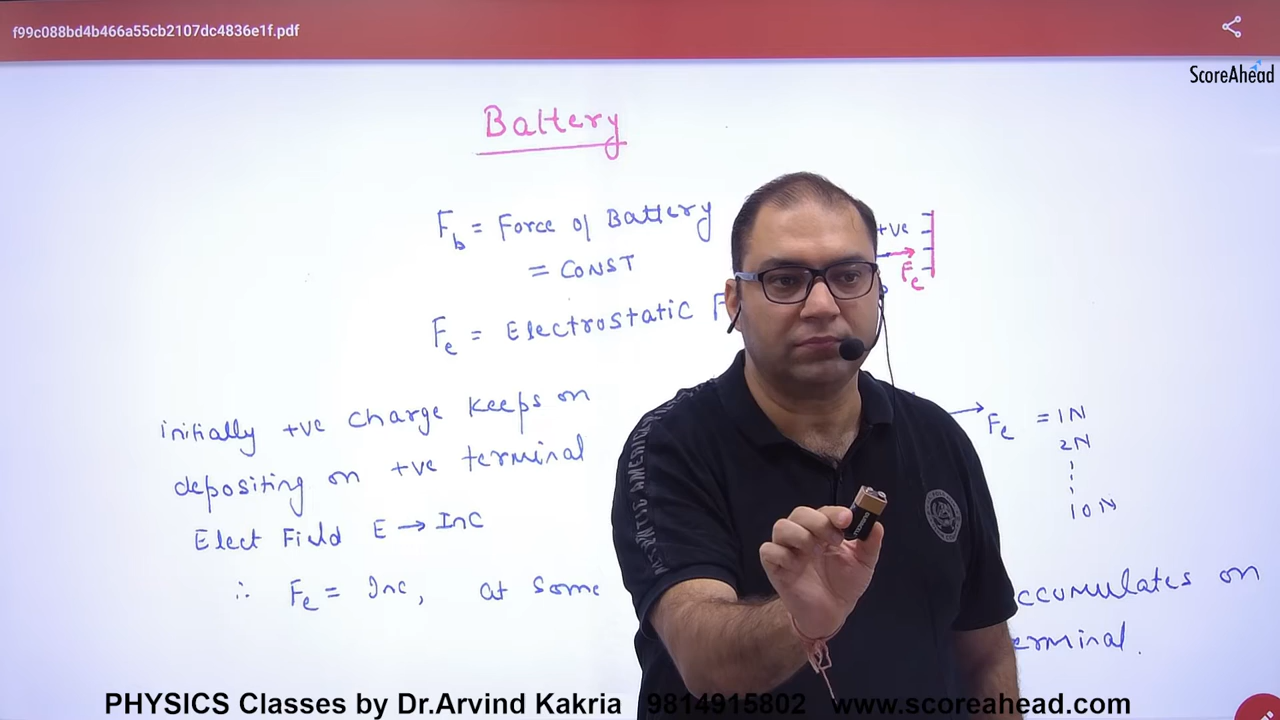 f99c088bd4b466a55cb2107dc4836e1f.pdf
ScoreAhead
Battery
F_b = Force of Battery
= CONST
+ve
F_e
F_e = Electrostatic F
initially +ve charge keeps on
depositing on +ve terminal
F_e = 1N
2N
10N
Elect Field E → Inc
∴ F_e = Inc, at some
ccumulates on
erminal.
PHYSICS Classes by Dr.Arvind Kakria 9814915802 www.scoreahead.com